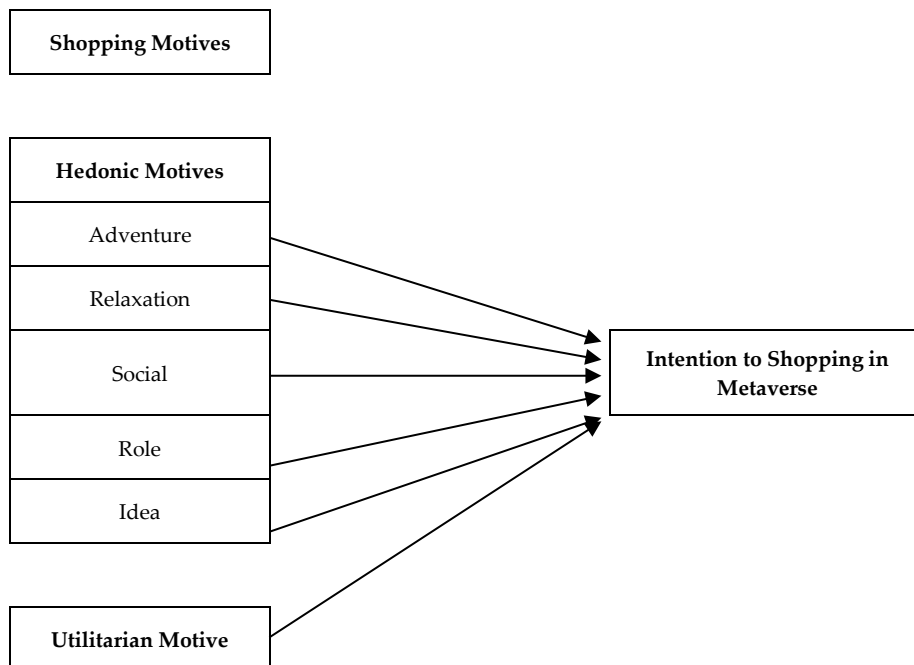 Shopping Motives
Hedonic Motives
Adventure
Relaxation
Social
Role
Idea
Utilitarian Motive
Intention to Shopping in
Metaverse